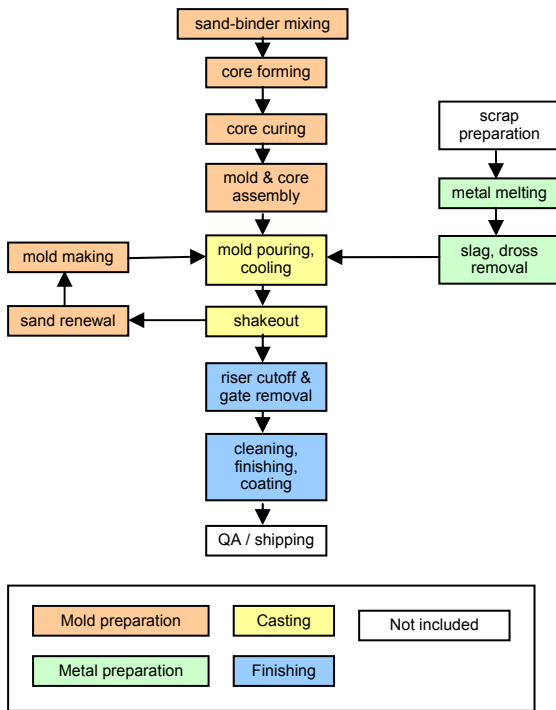 sand-binder mixing
core forming
core curing
scrap
preparation
mold & core
assembly
metal melting
mold making
mold pouring,
cooling
slag, dross
removal
sand renewal
shakeout
riser cutoff &
gate removal
cleaning,
finishing,
coating
QA / shipping
Mold preparation
Casting
Not included
Metal preparation
Finishing